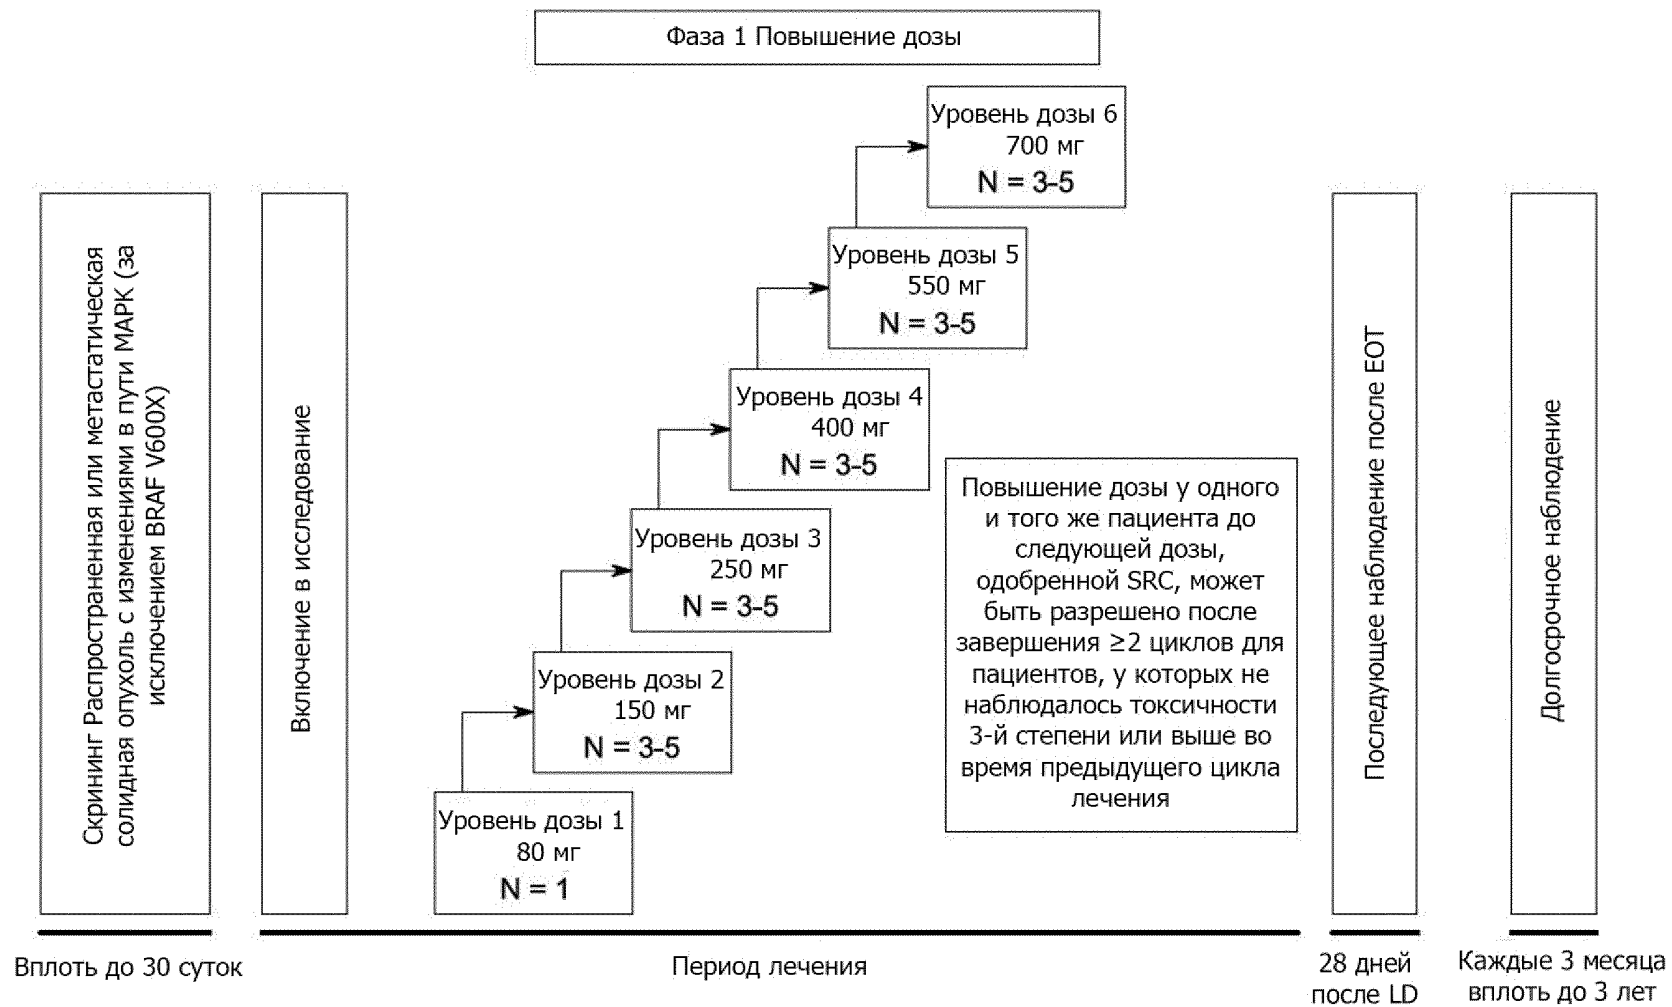 Фаза 1 Повышение дозы
Скрининг Распространенная или метастатическая
солидная опухоль с изменениями в пути MAPK (за
исключением BRAF V600X)
Включение в исследование
Уровень дозы 6
700 мг
N = 3-5
Уровень дозы 5
550 мг
N = 3-5
Уровень дозы 4
400 мг
N = 3-5
Уровень дозы 3
250 мг
N = 3-5
Уровень дозы 2
150 мг
N = 3-5
Уровень дозы 1
80 мг
N = 1
Повышение дозы у одного
и того же пациента до
следующей дозы,
одобренной SRC, может
быть разрешено после
завершения ≥2 циклов для
пациентов, у которых не
наблюдалось токсичности
3-й степени или выше во
время предыдущего цикла
лечения
Последующее наблюдение после EOT
Долгосрочное наблюдение
Вплоть до 30 суток
Период лечения
28 дней
после LD
Каждые 3 месяца
вплоть до 3 лет